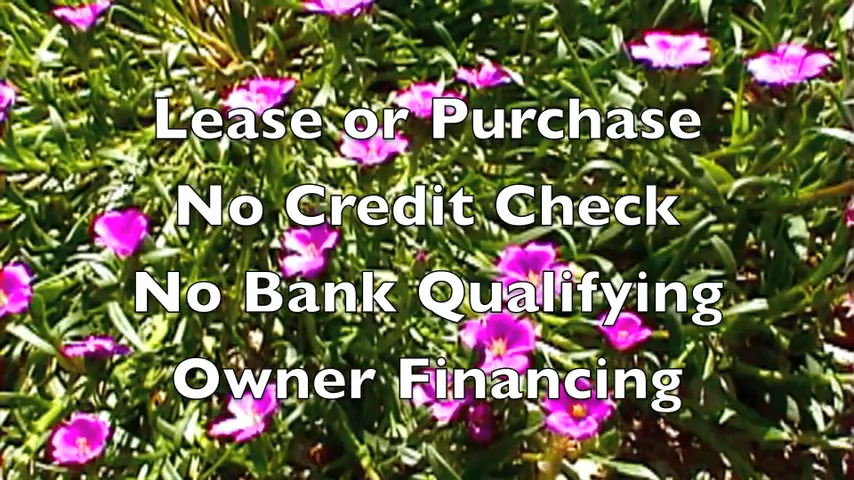 Lease or Purchase
No Credit Check
No Bank Qualifying
Owner Financing